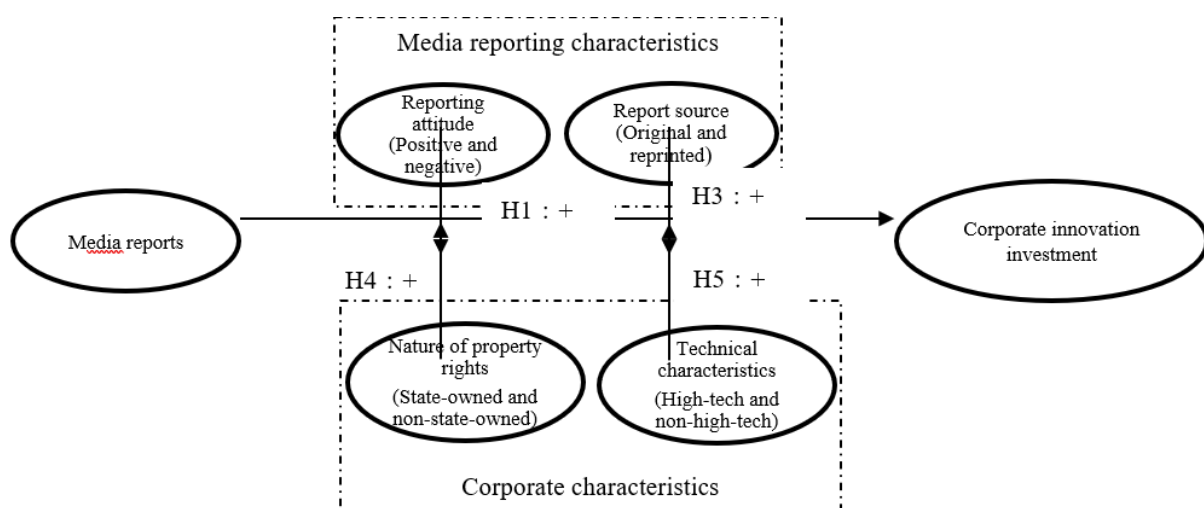 Media reporting characteristics
Reporting
attitude
(Positive and
negative)
Report source
(Original and
reprinted)
H1：+
H3：+
Media reports
Corporate innovation
investment
H4：+
H5：+
Nature of property
rights
(State-owned and
non-state-owned)
Technical
characteristics
(High-tech and
non-high-tech)
Corporate characteristics